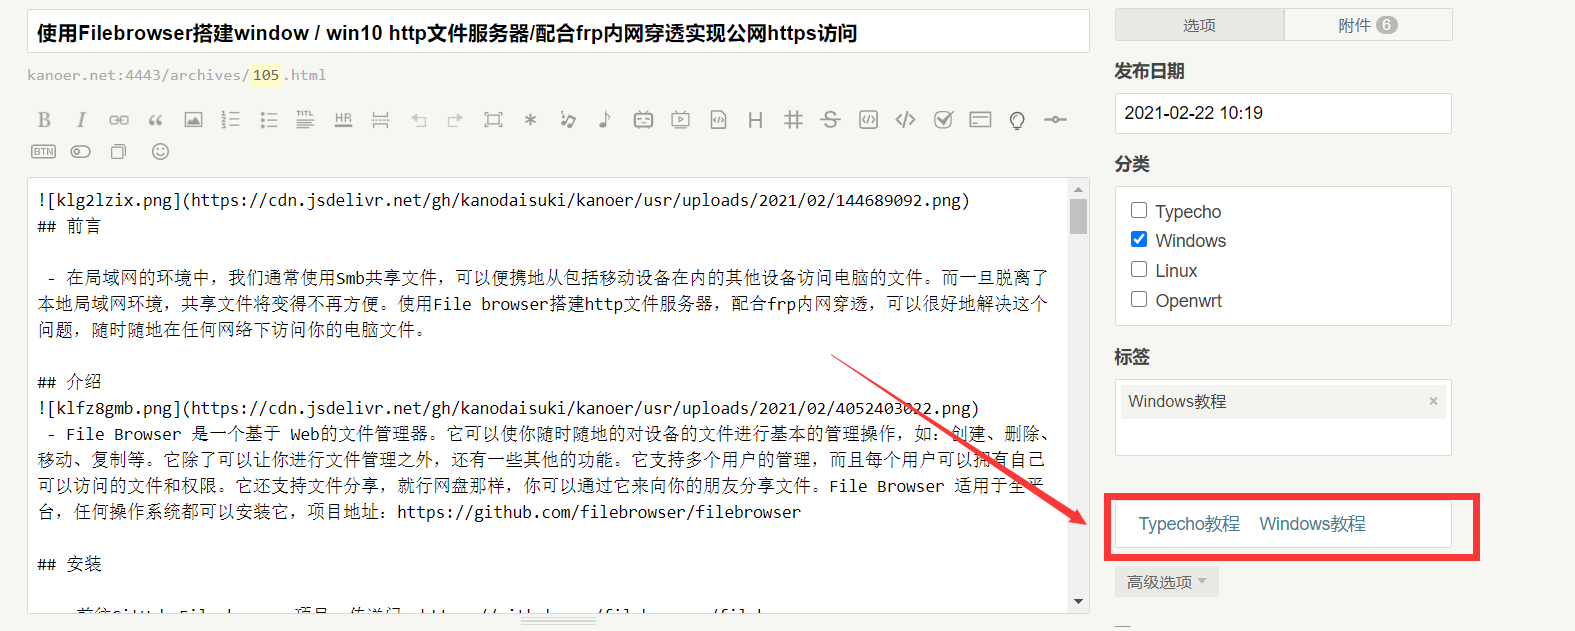 使用Filebrowser搭建window / win10 http文件服务器/配合frp内网穿透实现公网https访问
kanoer.net:4443/archives/105.html
B I TITL HR H
BTN
![klg2lzix.png](https://cdn.jsdelivr.net/gh/kanodaisuki/kanoer/usr/uploads/2021/02/144689092.png)
## 前言
- 在局域网的环境中，我们通常使用Smb共享文件，可以便携地从包括移动设备在内的其他设备访问电脑的文件。而一旦脱离了
本地局域网环境，共享文件将变得不再方便。使用File browser搭建http文件服务器，配合frp内网穿透，可以很好地解决这个
问题，随时随地在任何网络下访问你的电脑文件。
## 介绍
![klfz8gmb.png](https://cdn.jsdelivr.net/gh/kanodaisuki/kanoer/usr/uploads/2021/02/4052403022.png)
- File Browser 是一个基于 Web的文件管理器。它可以使你随时随地的对设备的文件进行基本的管理操作，如：创建、删除、
移动、复制等。它除了可以让你进行文件管理之外，还有一些其他的功能。它支持多个用户的管理，而且每个用户可以拥有自己
可以访问的文件和权限。它还支持文件分享，就行网盘那样，你可以通过它来向你的朋友分享文件。File Browser 适用于全平
台，任何操作系统都可以安装它，项目地址：https://github.com/filebrowser/filebrowser
## 安装
选项
附件 6
发布日期
2021-02-22 10:19
分类
Typecho
Windows
Linux
Openwrt
标签
Windows教程 ×
Typecho教程 Windows教程
高级选项